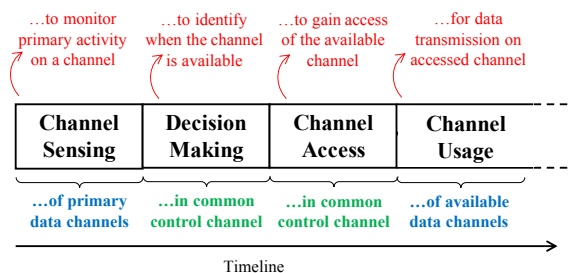 ...to monitor
primary activity
on a channel
...to identify
when the channel
is available
...to gain access
of the available
channel
...for data
transmission on
accessed channel
Channel
Sensing
Decision
Making
Channel
Access
Channel
Usage
...of primary
data channels
...in common
control channel
...in common
control channel
...of available
data channels
Timeline